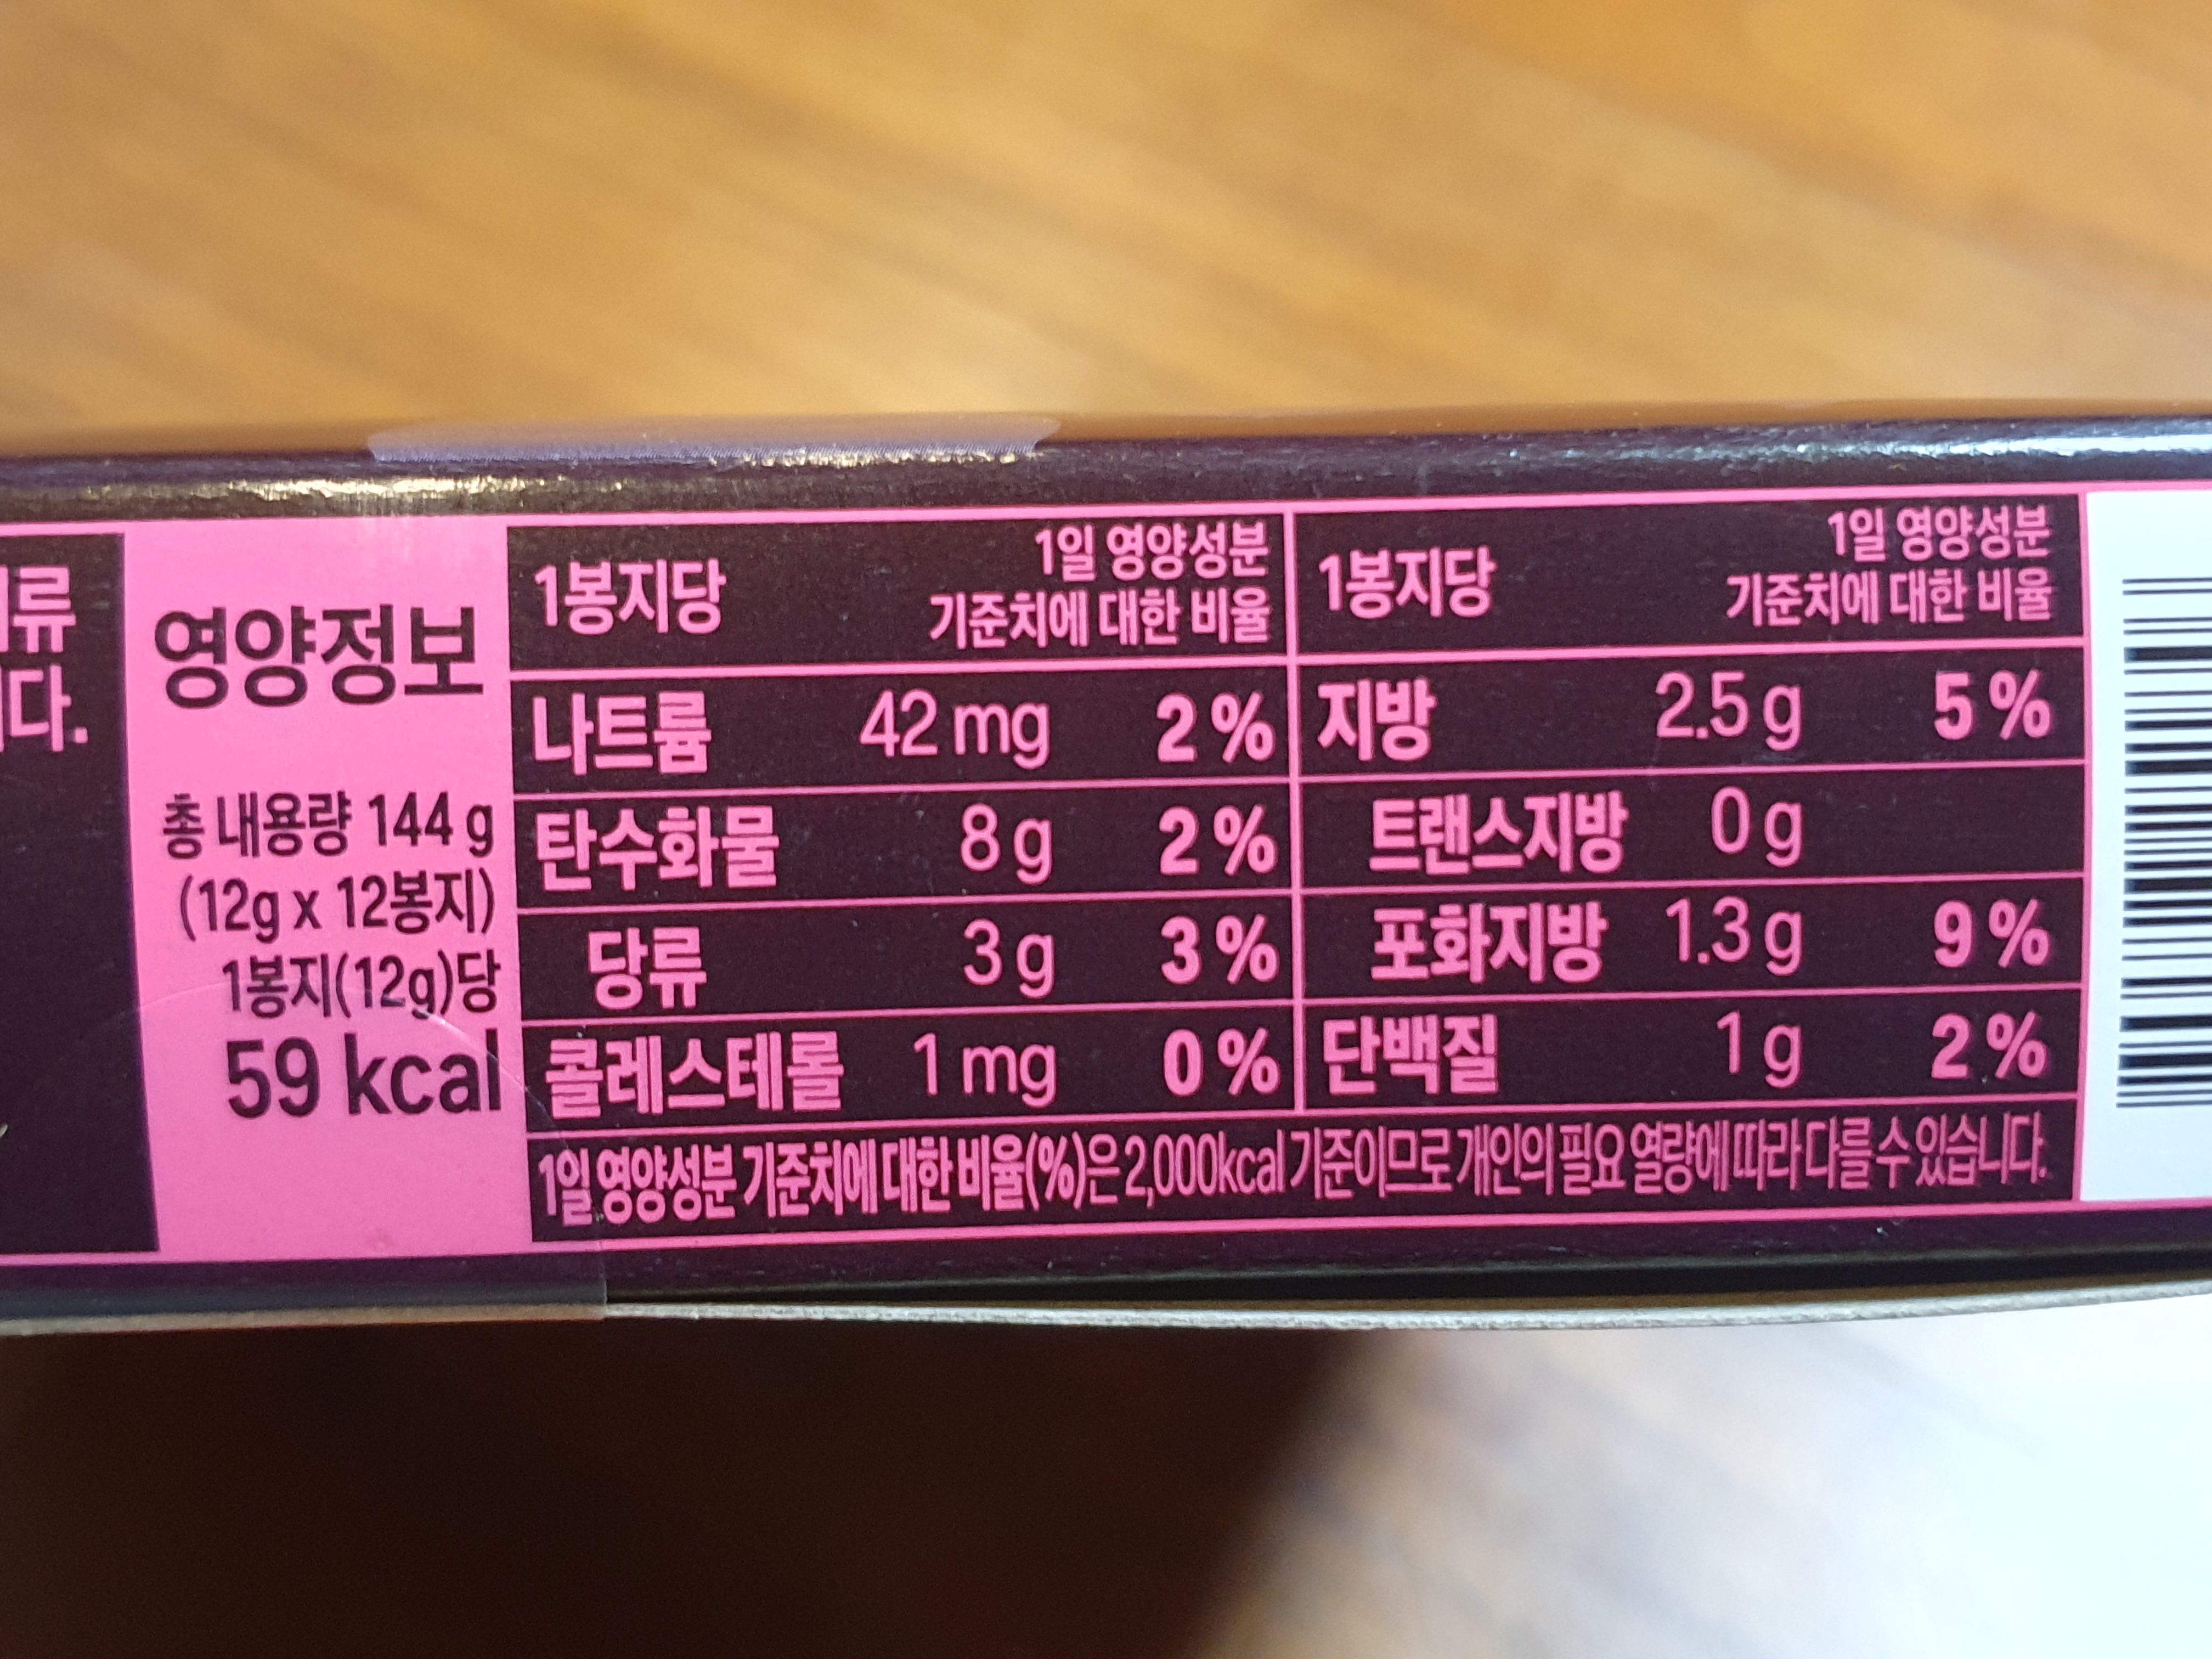 류
다.
영양정보
총 내용량 144 g
(12g x 12봉지)
1봉지(12g)당
59 kcal
1봉지당 1일 영양성분 기준치에 대한 비율
1봉지당 1일 영양성분 기준치에 대한 비율
나트륨 42 mg 2 % 지방 2.5 g 5 %
탄수화물 8 g 2 % 트랜스지방 0 g
당류 3 g 3 % 포화지방 1.3 g 9 %
콜레스테롤 1 mg 0 % 단백질 1 g 2 %
1일 영양성분 기준치에 대한 비율(%)은 2,000kcal 기준이므로 개인의 필요 열량에 따라 다를 수 있습니다.